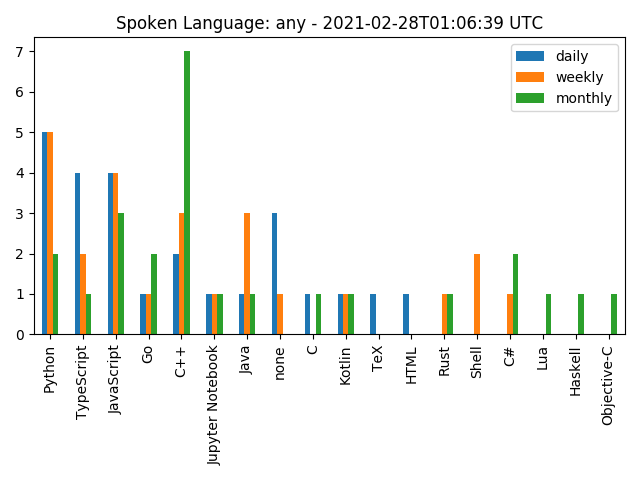 Spoken Language: any - 2021-02-28T01:06:39 UTC
daily
weekly
monthly
7
6
5
4
3
2
1
0
Python
TypeScript
JavaScript
Go
C++
Jupyter Notebook
Java
none
C
Kotlin
TeX
HTML
Rust
Shell
C#
Lua
Haskell
Objective-C